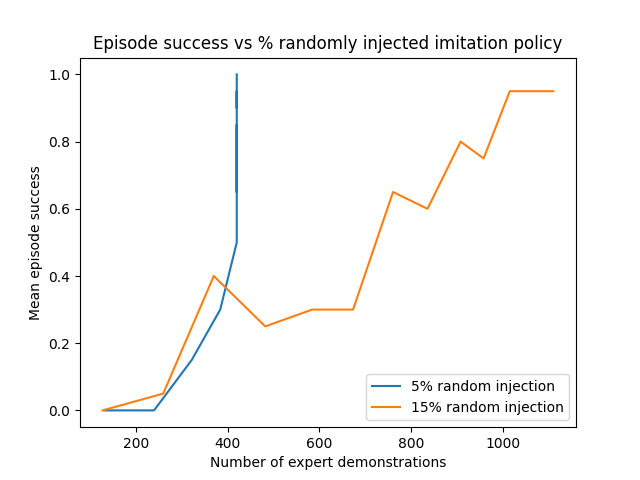 Episode success vs % randomly injected imitation policy
Mean episode success
1.0
0.8
0.6
0.4
0.2
0.0
5% random injection
15% random injection
200
400
600
800
1000
Number of expert demonstrations